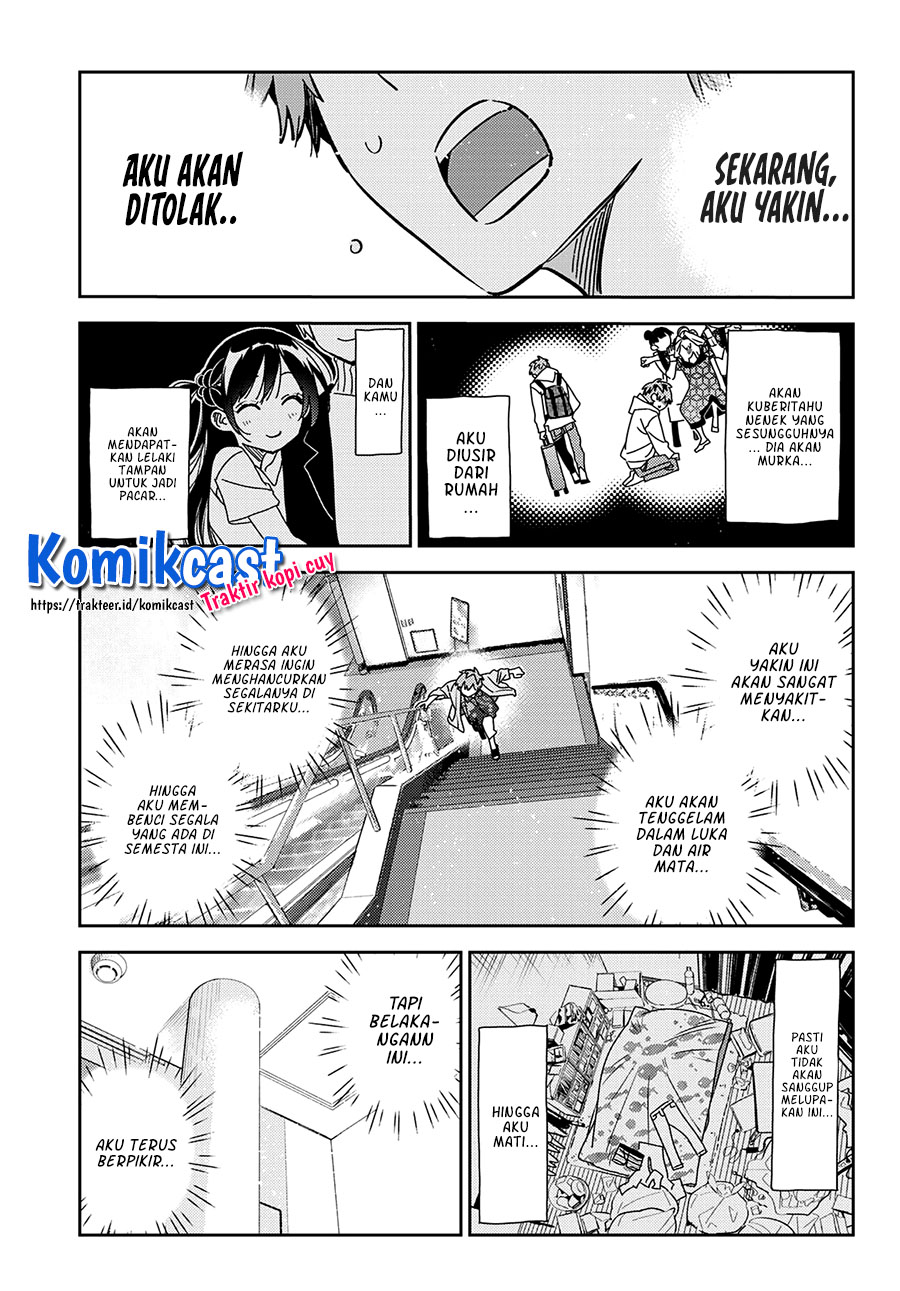 SEKARANG,
AKU YAKIN...
AKU AKAN
DITOLAK..
AKAN
KUBERITAHU
NENEK YANG
SESUNGGUHNYA
... DIA AKAN
MURKA...
AKU
DIUSIR
DARI
RUMAH
...
DAN
KAMU
...
AKAN
MENDAPAT-
KAN LELAKI
TAMPAN
UNTUK JADI
PACAR...
Komikcast
https://trakteer.id/komikcast
Traktir kopi cuy
AKU
YAKIN INI
AKAN SANGAT
MENYAKIT-
KAN...
AKU AKAN
TENGGELAM
DALAM LUKA
DAN AIR
MATA...
HINGGA AKU
MERASA INGIN
MENGHANCURKAN
SEGALANYA DI
SEKITARKU...
HINGGA
AKU MEM-
BENCI SEGALA
YANG ADA DI
SEMESTA INI...
PASTI
AKU
TIDAK
AKAN
SANGGUP
MELUPA-
KAN INI...
HINGGA
AKU
MATI...
TAPI
BELAKA-
NGANN
INI...
AKU TERUS
BERPIKIR...